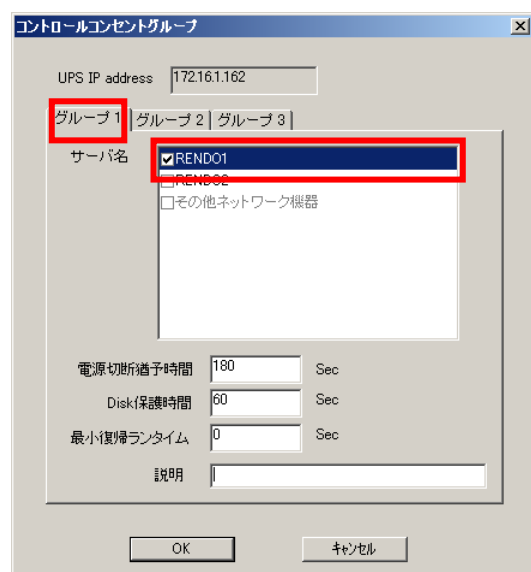 コントロールコンセントグループ
UPS IP address 172.16.1.162
グループ 1 グループ 2 グループ 3
サーバ名 RENDO1
RENDO2
その他ネットワーク機器
電源切断猶予時間 180 Sec
Disk保護時間 60 Sec
最小復帰ランタイム 0 Sec
説明
OK キャンセル